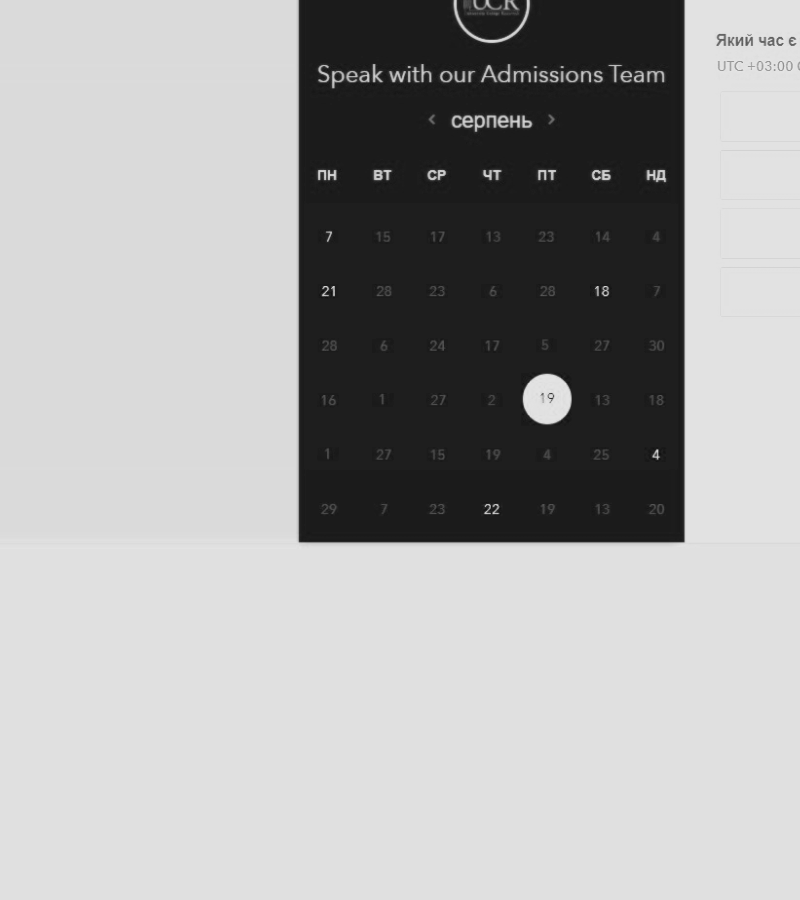 UCR
Speak with our Admissions Team
‹ серпень ›
ПН ВТ СР ЧТ ПТ СБ НД
7 15 17 13 23 14 4
21 28 23 6 28 18 7
28 6 24 17 5 27 30
16 1 27 2 19 13 18
1 27 15 19 4 25 4
29 7 23 22 19 13 20
Який час є
UTC +03:00